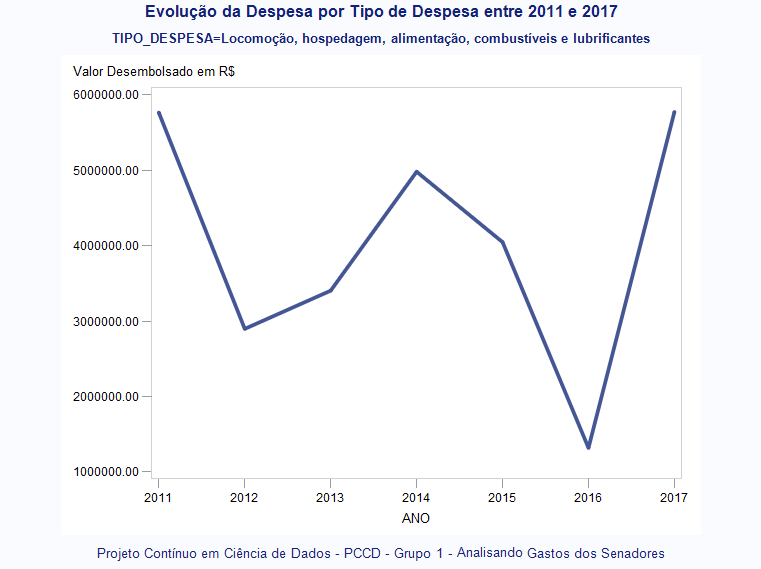 Evolução da Despesa por Tipo de Despesa entre 2011 e 2017
TIPO_DESPESA=Locomoção, hospedagem, alimentação, combustíveis e lubrificantes
Valor Desembolsado em R$
6000000.00
5000000.00
4000000.00
3000000.00
2000000.00
1000000.00
2011 2012 2013 2014 2015 2016 2017
ANO
Projeto Contínuo em Ciência de Dados - PCCD - Grupo 1 - Analisando Gastos dos Senadores